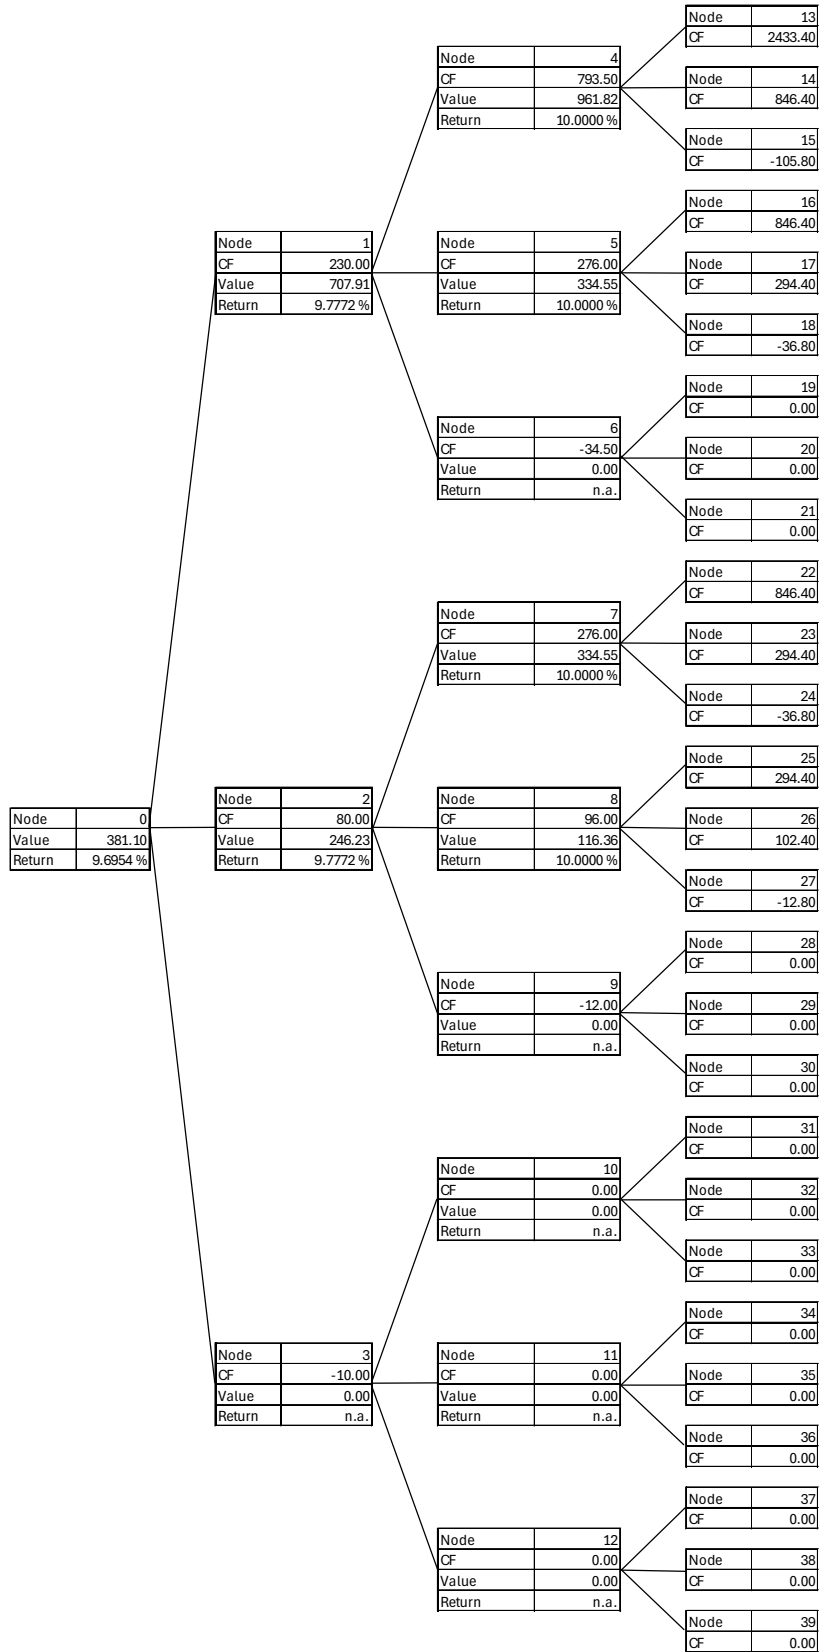 Node 0
Value 381.10
Return 9.6954 %
Node 1
CF 230.00
Value 707.91
Return 9.7772 %
Node 2
CF 80.00
Value 246.23
Return 9.7772 %
Node 3
CF -10.00
Value 0.00
Return n.a.
Node 4
CF 793.50
Value 961.82
Return 10.0000 %
Node 5
CF 276.00
Value 334.55
Return 10.0000 %
Node 6
CF -34.50
Value 0.00
Return n.a.
Node 7
CF 276.00
Value 334.55
Return 10.0000 %
Node 8
CF 96.00
Value 116.36
Return 10.0000 %
Node 9
CF -12.00
Value 0.00
Return n.a.
Node 10
CF 0.00
Value 0.00
Return n.a.
Node 11
CF 0.00
Value 0.00
Return n.a.
Node 12
CF 0.00
Value 0.00
Return n.a.
Node 13
CF 2433.40
Node 14
CF 846.40
Node 15
CF -105.80
Node 16
CF 846.40
Node 17
CF 294.40
Node 18
CF -36.80
Node 19
CF 0.00
Node 20
CF 0.00
Node 21
CF 0.00
Node 22
CF 846.40
Node 23
CF 294.40
Node 24
CF -36.80
Node 25
CF 294.40
Node 26
CF 102.40
Node 27
CF -12.80
Node 28
CF 0.00
Node 29
CF 0.00
Node 30
CF 0.00
Node 31
CF 0.00
Node 32
CF 0.00
Node 33
CF 0.00
Node 34
CF 0.00
Node 35
CF 0.00
Node 36
CF 0.00
Node 37
CF 0.00
Node 38
CF 0.00
Node 39
CF 0.00